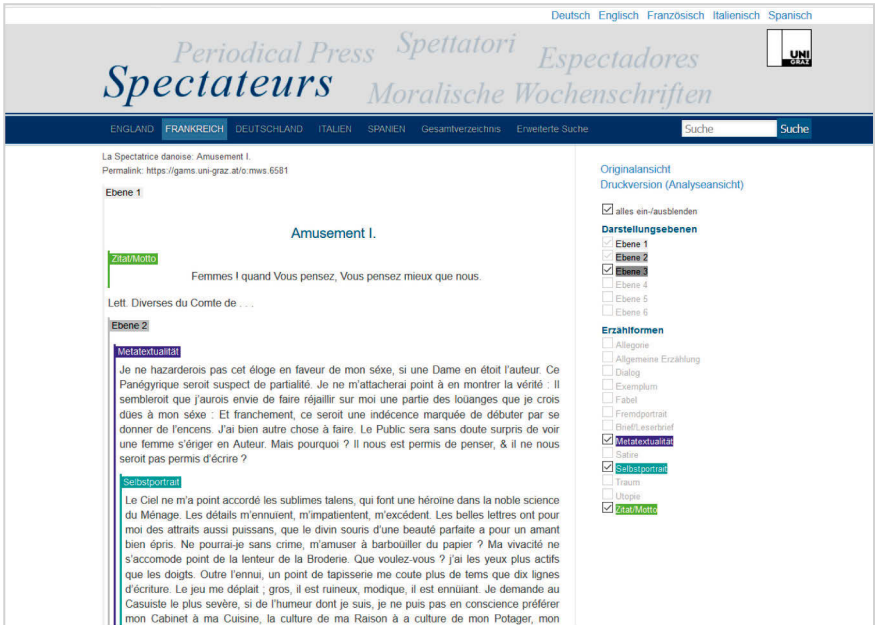 Deutsch Englisch Französisch Italienisch Spanisch
Periodical Press Spettatori Espectadores
Spectateurs Moralische Wochenschriften
UNI
GRAZ
ENGLAND FRANKREICH DEUTSCHLAND ITALIEN SPANIEN Gesamtverzeichnis Erweiterte Suche Suche Suche
La Spectatrice danoise: Amusement I.
Permalink: https://gams.uni-graz.at/o:mws.6581
Ebene 1
Amusement I.
Zitat/Motto
Femmes ! quand Vous pensez, Vous pensez mieux que nous.
Lett. Diverses du Comte de . . .
Ebene 2
Metatextualität
Je ne hazarderois pas cet éloge en faveur de mon séxe, si une Dame en étoit l'auteur. Ce
Panégyrique seroit suspect de partialité. Je ne m'attacherai point à en montrer la vérité : Il
sembleroit que j'aurois envie de faire réjaillir sur moi une partie des loüanges que je crois
dües à mon séxe : Et franchement, ce seroit une indécence marquée de débuter par se
donner de l'encens. J'ai bien autre chose à faire. Le Public sera sans doute surpris de voir
une femme s'ériger en Auteur. Mais pourquoi ? Il nous est permis de penser, & il ne nous
seroit pas permis d'écrire ?
Selbstportrait
Le Ciel ne m'a point accordé les sublimes talens, qui font une héroïne dans la noble science
du Ménage. Les détails m'ennuient, m'impatientent, m'excédent. Les belles lettres ont pour
moi des attraits aussi puissans, que le divin souris d'une beauté parfaite a pour un amant
bien épris. Ne pourrai-je sans crime, m'amuser à barboüiller du papier ? Ma vivacité ne
s'accomode point de la lenteur de la Broderie. Que voulez-vous ? j'ai les yeux plus actifs
que les doigts. Outre l'ennui, un point de tapisserie me coute plus de tems que dix lignes
d'écriture. Le jeu me déplait ; gros, il est ruineux, modique, il est ennüiant. Je demande au
Casuiste le plus sevère, si de l'humeur dont je suis, je ne puis pas en conscience préférer
mon Cabinet à ma Cuisine, la culture de ma Raison à a culture de mon Potager, mon
Originalansicht
Druckversion (Analyseansicht)
alles ein-/ausblenden
Darstellungsebenen
Ebene 1
Ebene 2
Ebene 3
Ebene 4
Ebene 5
Ebene 6
Erzählformen
Allegorie
Allgemeine Erzählung
Dialog
Exemplum
Fabel
Fremdportrait
Brief/Leserbrief
Metatextualität
Satire
Selbstportrait
Traum
Utopie
Zitat/Motto